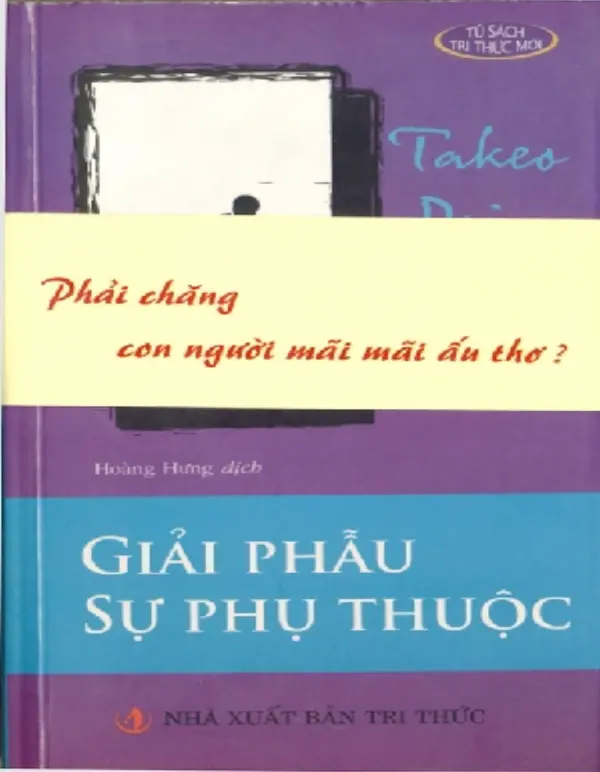 TỦ SÁCH
TRI THỨC MỚI
Takeo
Phải chăng
con người mãi mãi ấu thơ ?
Hoàng Hưng dịch
GIẢI PHẪU
SỰ PHỤ THUỘC
NHÀ XUẤT BẢN TRI THỨC